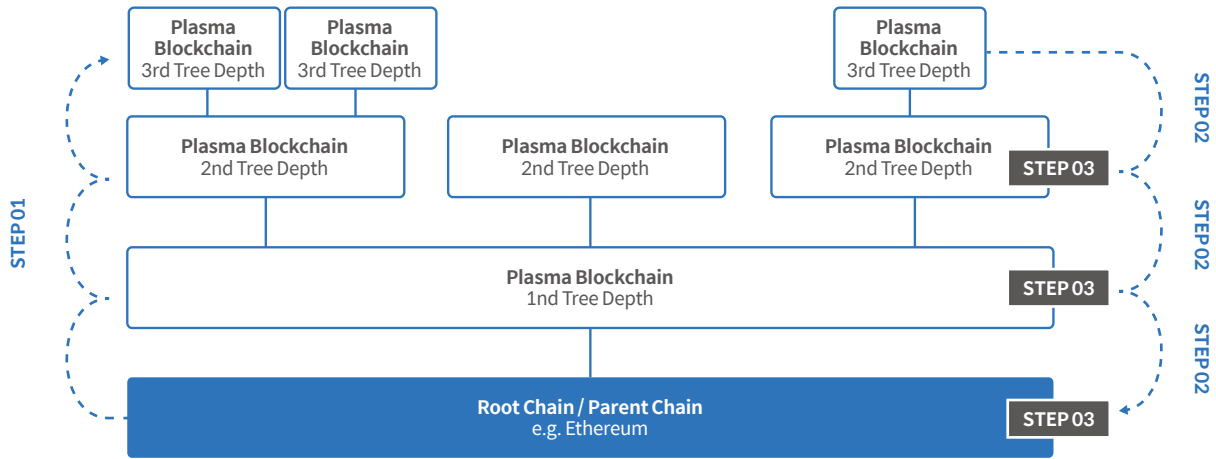 Plasma
Blockchain
3rd Tree Depth
Plasma
Blockchain
3rd Tree Depth
Plasma
Blockchain
3rd Tree Depth
STEP 02
Plasma Blockchain
2nd Tree Depth
Plasma Blockchain
2nd Tree Depth
Plasma Blockchain
2nd Tree Depth
STEP 03
STEP 01
STEP 02
Plasma Blockchain
1nd Tree Depth
STEP 03
STEP 02
Root Chain / Parent Chain
e.g. Ethereum
STEP 03